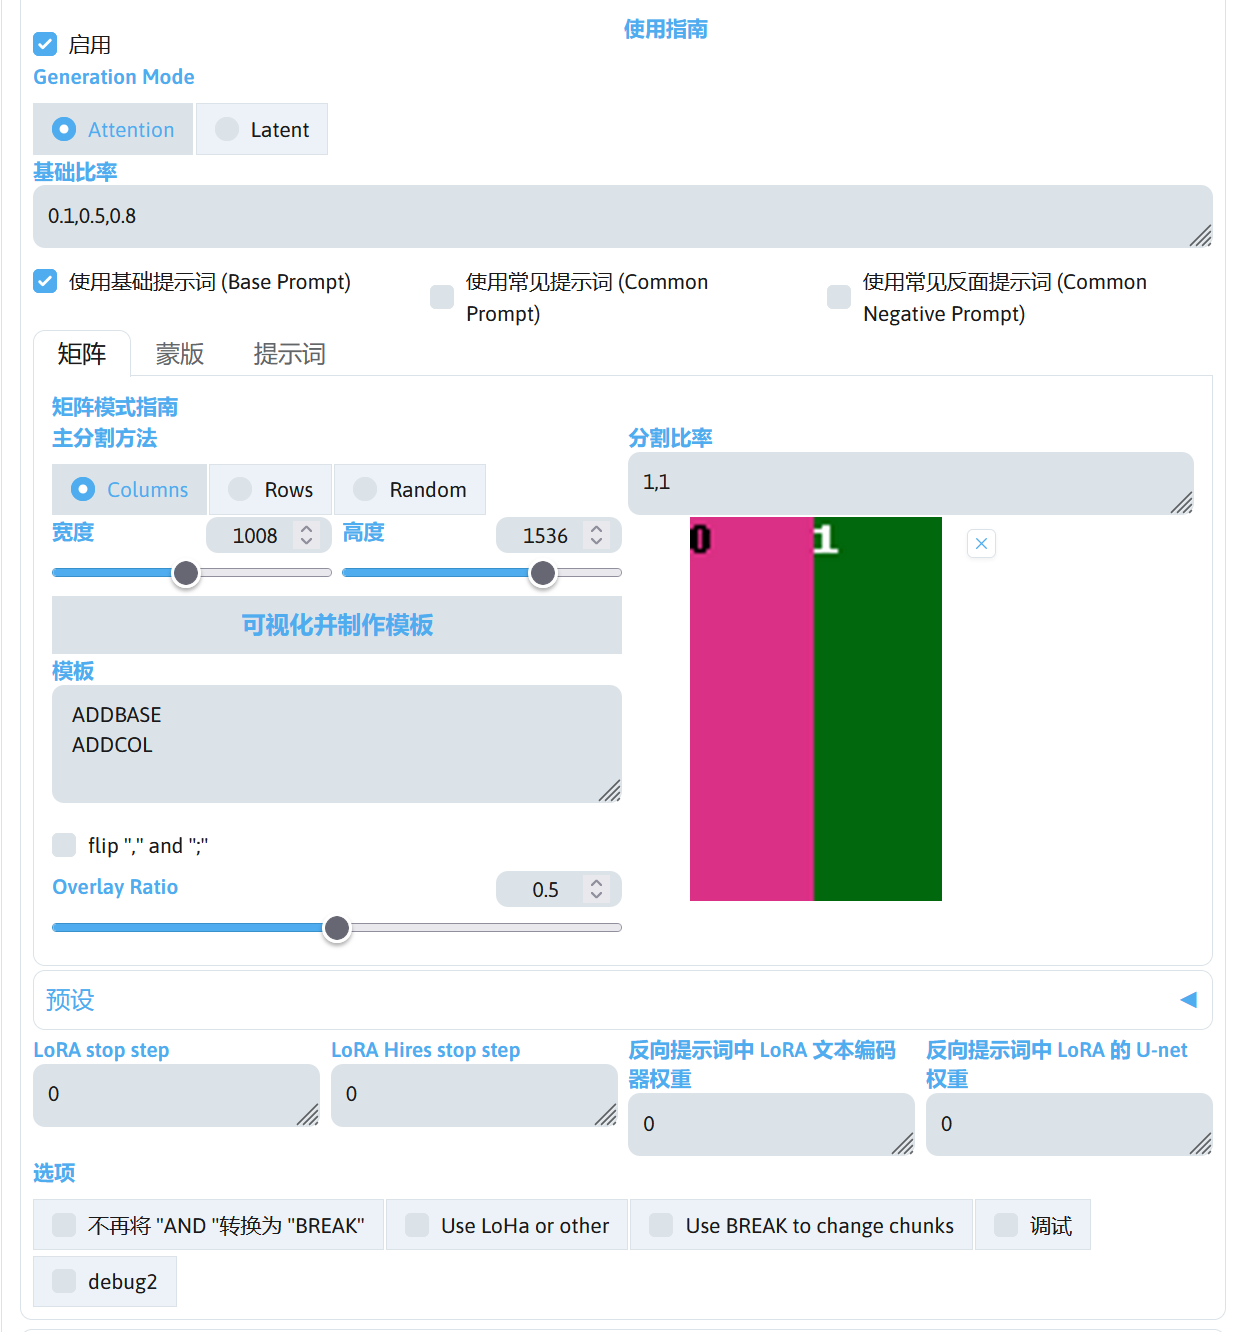 使用指南
启用
Generation Mode
Attention
Latent
基础比率
0.1,0.5,0.8
使用基础提示词 (Base Prompt)
使用常见提示词 (Common
Prompt)
使用常见反面提示词 (Common
Negative Prompt)
矩阵
蒙版
提示词
矩阵模式指南
主分割方法
Columns
Rows
Random
宽度
1008
高度
1536
可视化并制作模板
模板
ADDBASE
ADDCOL
flip "," and ";"
Overlay Ratio
0.5
分割比率
1,1
0
1
预设
LoRA stop step
0
LoRA Hires stop step
0
反向提示词中 LoRA 文本编码
器权重
0
反向提示词中 LoRA 的 U-net
权重
0
选项
不再将 "AND "转换为 "BREAK"
Use LoHa or other
Use BREAK to change chunks
调试
debug2